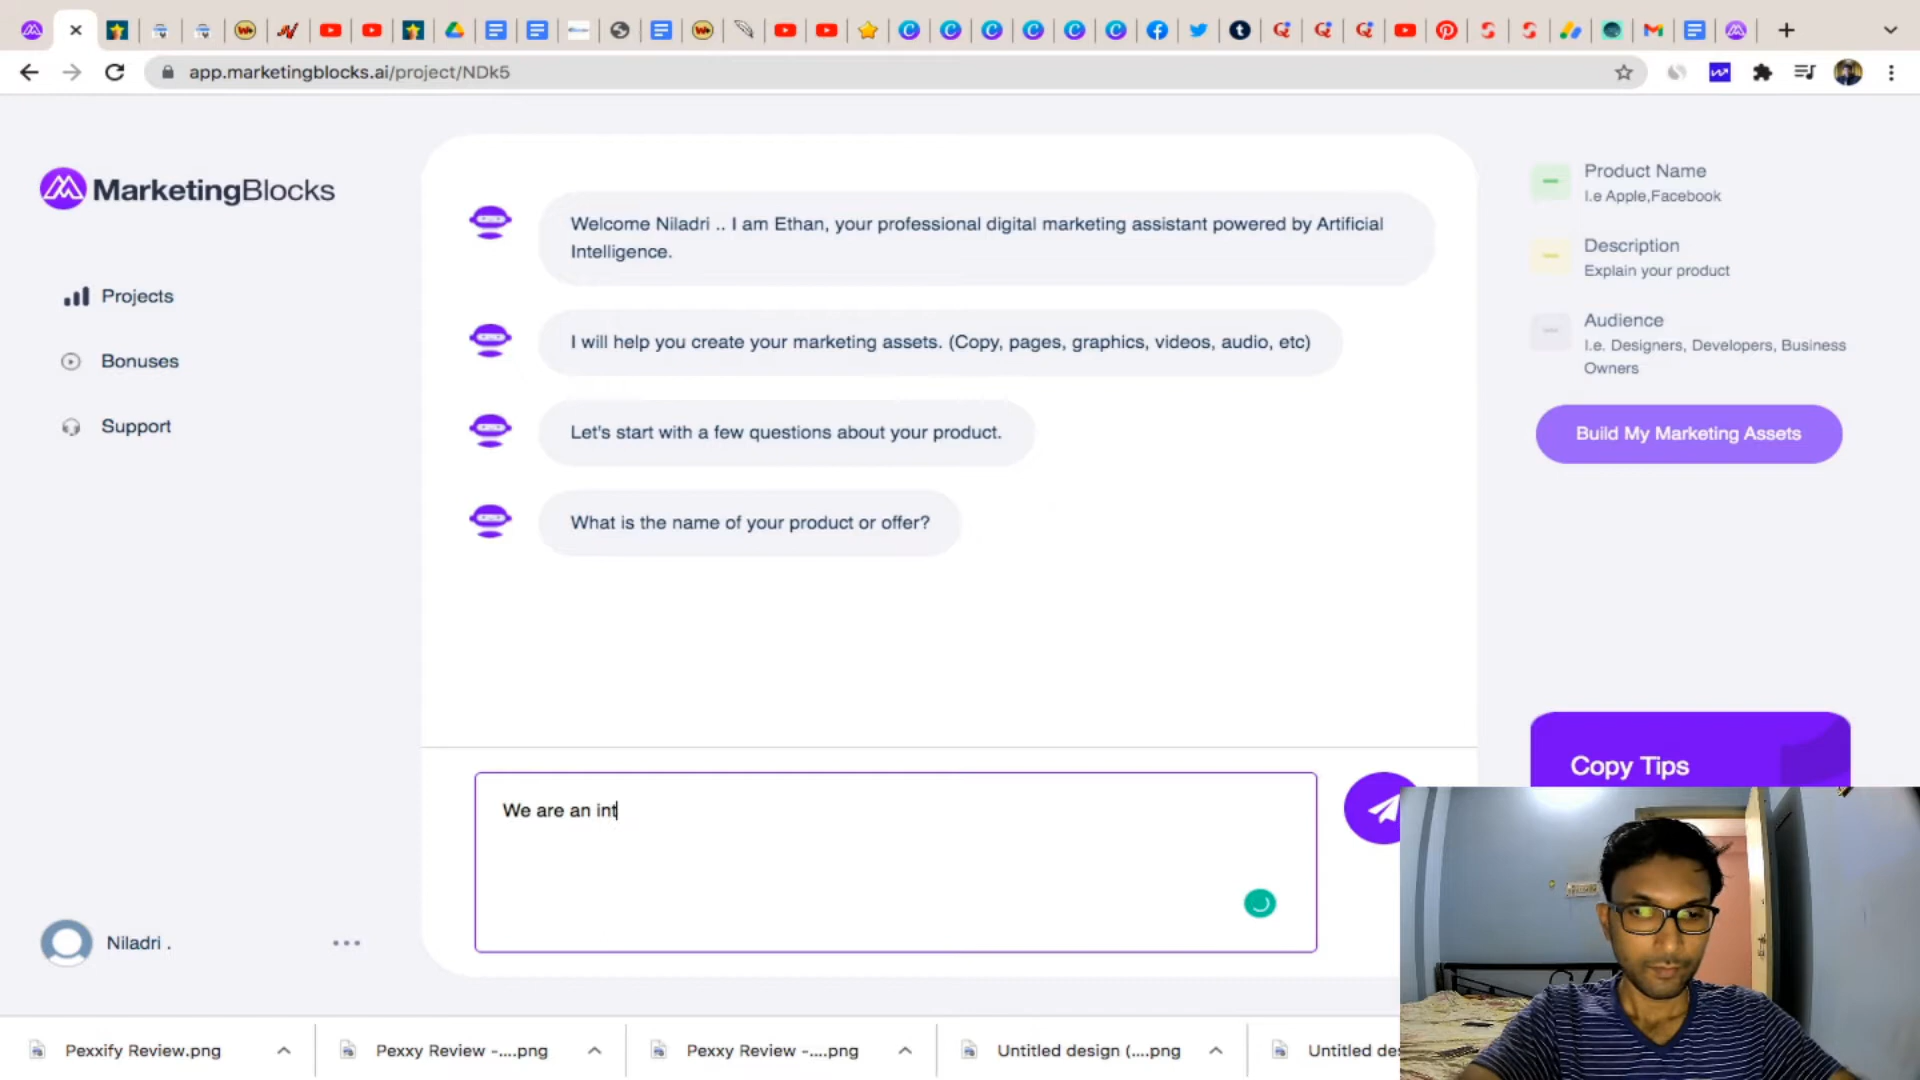 app.marketingblocks.ai/project/NDk5
MarketingBlocks
Projects
Bonuses
Support
Niladri .
Welcome Niladri .. I am Ethan, your professional digital marketing assistant powered by Artificial
Intelligence.
I will help you create your marketing assets. (Copy, pages, graphics, videos, audio, etc)
Let's start with a few questions about your product.
What is the name of your product or offer?
We are an int
Product Name
I.e Apple,Facebook
Description
Explain your product
Audience
I.e. Designers, Developers, Business
Owners
Build My Marketing Assets
Copy Tips
Pexxify Review.png
Pexxy Review -....png
Pexxy Review -....png
Untitled design (....png
Untitled des